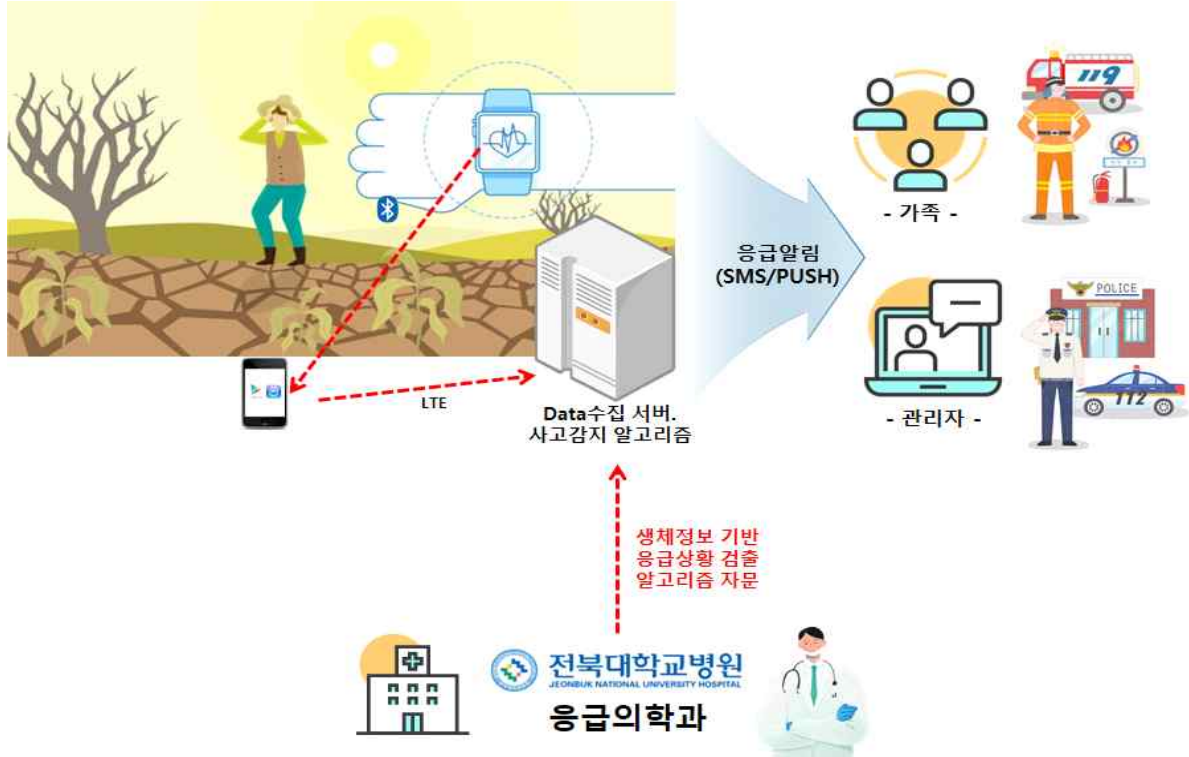 119
- 가족 -
응급알림
(SMS/PUSH)
POLICE
112
- 관리자 -
LTE
Data수집 서버.
사고감지 알고리즘
생체정보 기반
응급상황 검출
알고리즘 자문
전북대학교병원
JEONBUK NATIONAL UNIVERSITY HOSPITAL
응급의학과